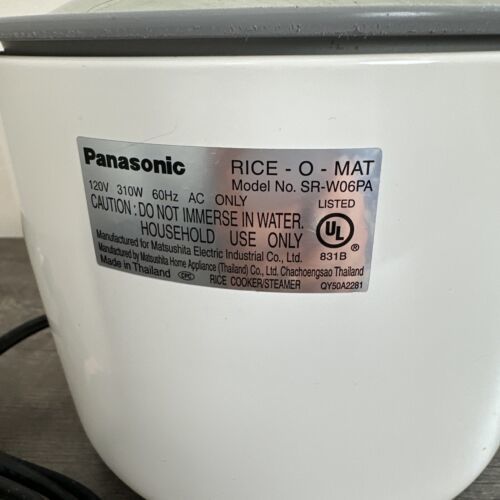 Panasonic RICE - O - MAT
120V 310W 60Hz AC ONLY Model No. SR-W06PA
CAUTION : DO NOT IMMERSE IN WATER. LISTED
HOUSEHOLD USE ONLY UL ®
Manufactured for Matsushita Electric Industrial Co., Ltd. 831B
Manufactured by Matsushita Home Appliance (Thailand) Co., Ltd. Chachoengsao Thailand
Made in Thailand CPC RICE COOKER/STEAMER QY50A2281